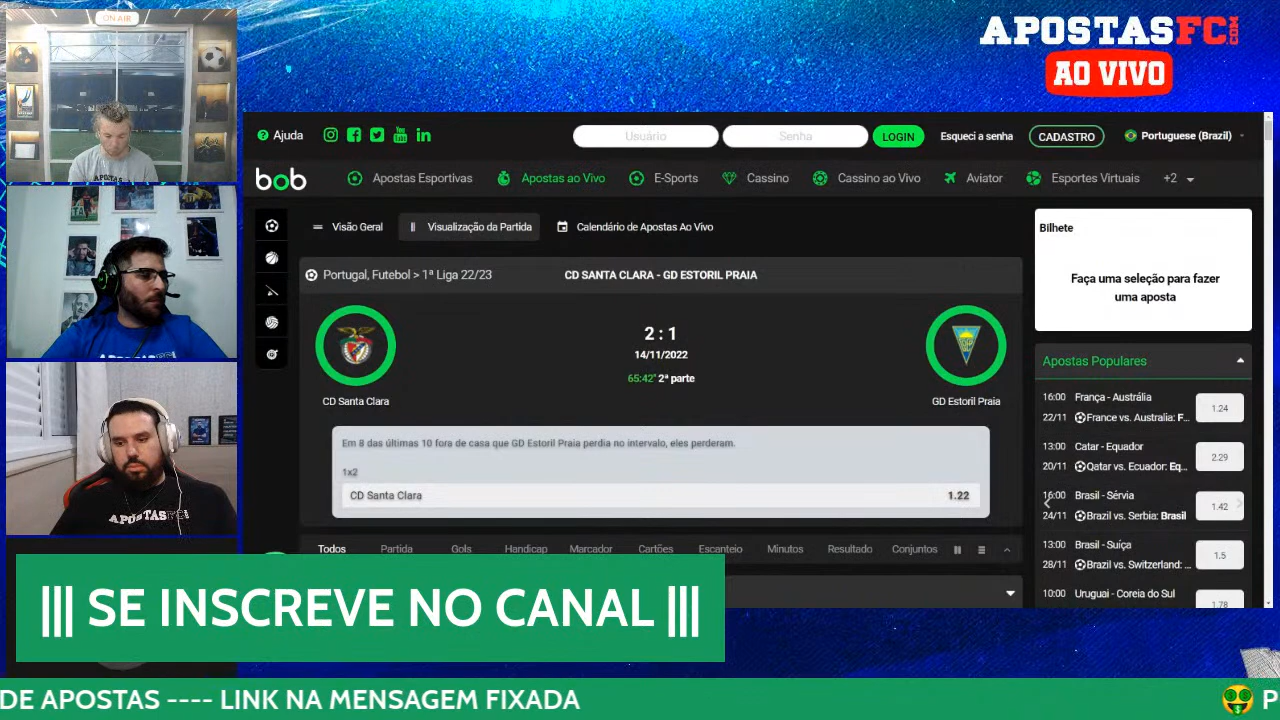 ON AIR
APOSTASFC.COM
AO VIVO
Ajuda
Usuário
Senha
LOGIN
Esqueci a senha
CADASTRO
Portuguese (Brazil)
bob
Apostas Esportivas
Apostas ao Vivo
E-Sports
Cassino
Cassino ao Vivo
Aviator
Esportes Virtuais
+2
Visão Geral
Visualização da Partida
Calendário de Apostas Ao Vivo
Portugal, Futebol > 1ª Liga 22/23
CD SANTA CLARA - GD ESTORIL PRAIA
2 : 1
14/11/2022
65:42" 2ª parte
CD Santa Clara
GD Estoril Praia
Em 8 das últimas 10 fora de casa que GD Estoril Praia perdia no intervalo, eles perderam.
1x2
CD Santa Clara 1.22
Todos Partida Gols Handicap Marcador Cartões Escanteio Minutos Resultado Conjuntos
Bilhete
Faça uma seleção para fazer
uma aposta
Apostas Populares
16:00 França - Austrália
22/11 France vs. Australia: F...
1.24
13:00 Catar - Equador
20/11 Qatar vs. Ecuador: Eq...
2.29
16:00 Brasil - Sérvia
24/11 Brazil vs. Serbia: Brasil
1.42
13:00 Brasil - Suíça
28/11 Brazil vs. Switzerland: ...
1.5
10:00 Uruguai - Coreia do Sul
1.78
||| SE INSCREVE NO CANAL |||
DE APOSTAS ---- LINK NA MENSAGEM FIXADA
P